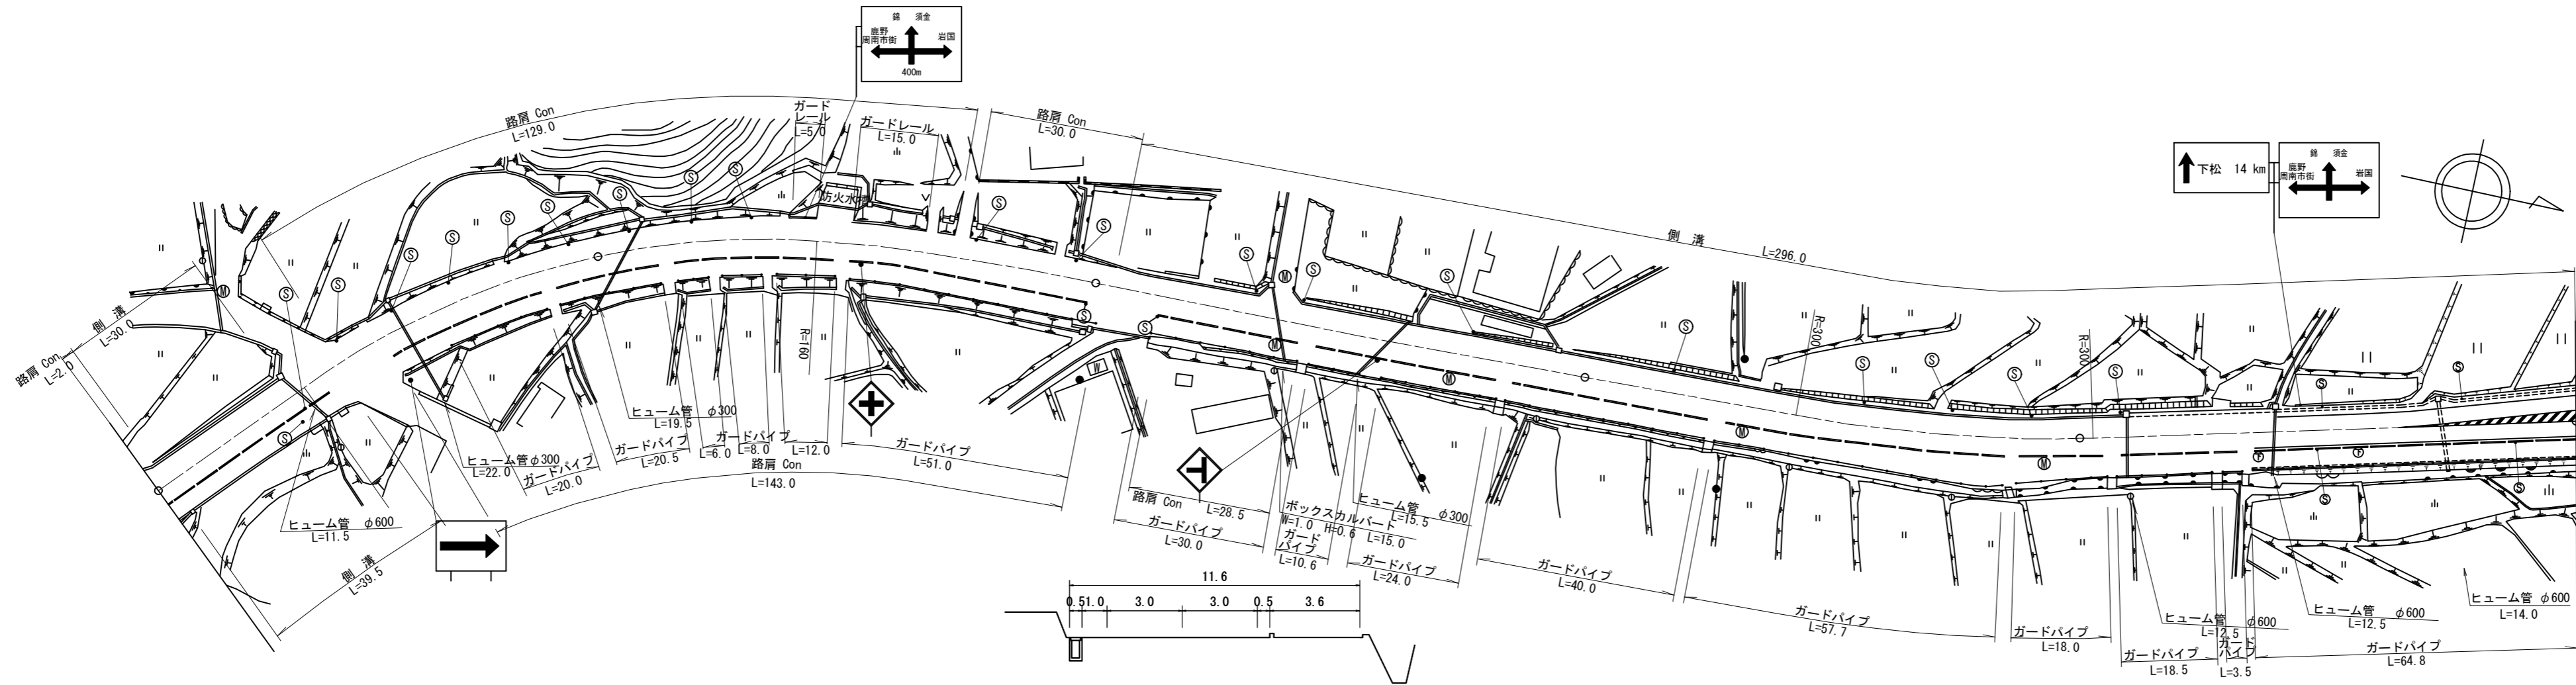 錦 須金
鹿野
周南市街
岩国
400m
路肩 Con
L=129.0
ガード
レール
L=5.0
ガードレール
L=15.0
路肩 Con
L=30.0
防火水槽
側 溝
L=296.0
下松 14 km
錦 須金
鹿野
周南市街
岩国
側 溝
L=30.0
路肩 Con
L=2.0
R=160
R=300
R=300
W
ヒューム管 φ300
L=19.5
ヒューム管 φ300
L=22.0
ガードパイプ
L=20.0
ガードパイプ
L=20.5
L=6.0
ガードパイプ
L=8.0
L=12.0
ガードパイプ
L=51.0
路肩 Con
L=143.0
ヒューム管 φ600
L=11.5
側 溝
L=39.5
路肩 Con
L=28.5
ガードパイプ
L=30.0
ボックスカルバート
W=1.0 H=0.6 L=15.0
ガード
パイプ
L=10.6
ヒューム管 φ300
L=15.5
ガードパイプ
L=24.0
ガードパイプ
L=40.0
ガードパイプ
L=57.7
ガードパイプ
L=18.0
ヒューム管 φ600
L=12.5
ガードパイプ
L=18.5
ガード
パイプ
L=3.5
ヒューム管 φ600
L=12.5
ヒューム管 φ600
L=14.0
ガードパイプ
L=64.8
11.6
0.5 1.0 3.0 3.0 0.5 3.6